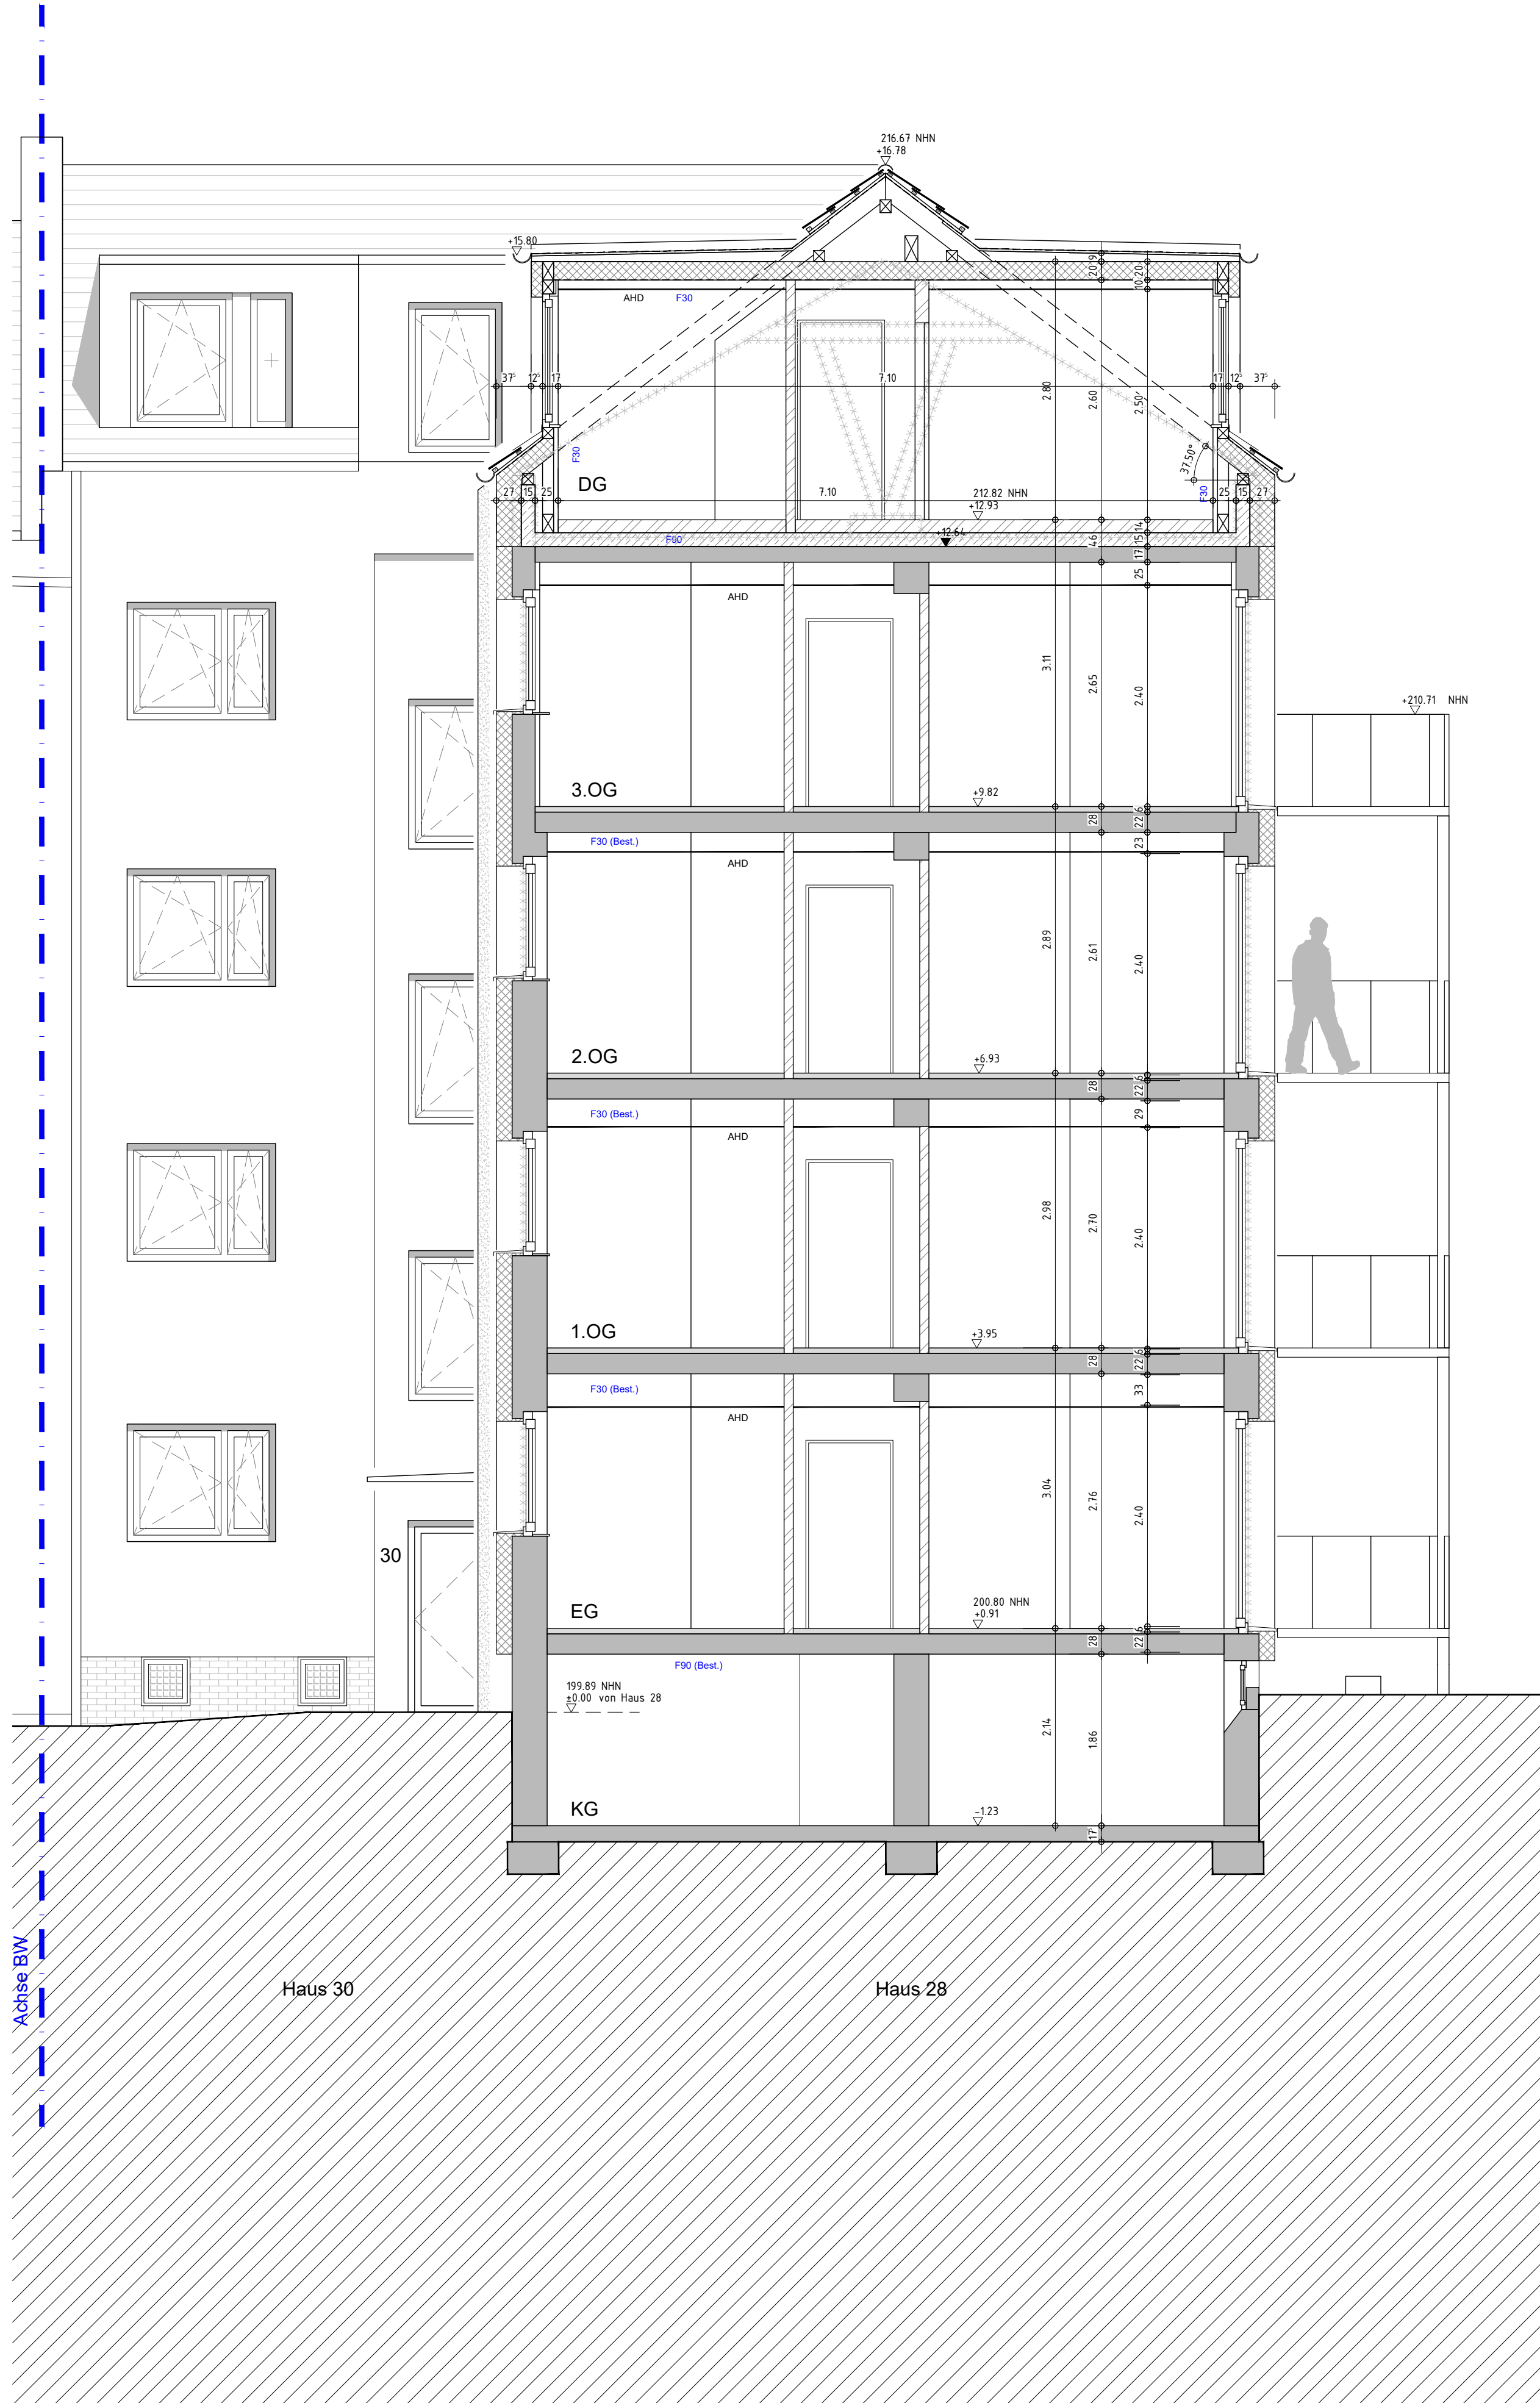 216.67 NHN
+16.78
+15.80
20 9
10 20
AHD
F30
37⁵ 12⁵ 17
7.10
17 12⁵ 37⁵
2.80
2.60
2.50
37.50°
F30
F30
DG
27 15 25
7.10
212.82 NHN
+12.93
25 15 27
F90
+12.64
46
17 15 14
25
AHD
3.11
2.65
2.40
+210.71 NHN
3.OG
+9.82
28
22 6
23
F30 (Best.)
AHD
2.89
2.61
2.40
2.OG
+6.93
28
22 6
29
F30 (Best.)
AHD
2.98
2.70
2.40
1.OG
+3.95
28
22 6
33
F30 (Best.)
AHD
3.04
2.76
2.40
30
EG
200.80 NHN
+0.91
28
22 6
F90 (Best.)
199.89 NHN
±0.00 von Haus 28
2.14
1.86
KG
-1.23
17
Achse BW
Haus 30
Haus 28